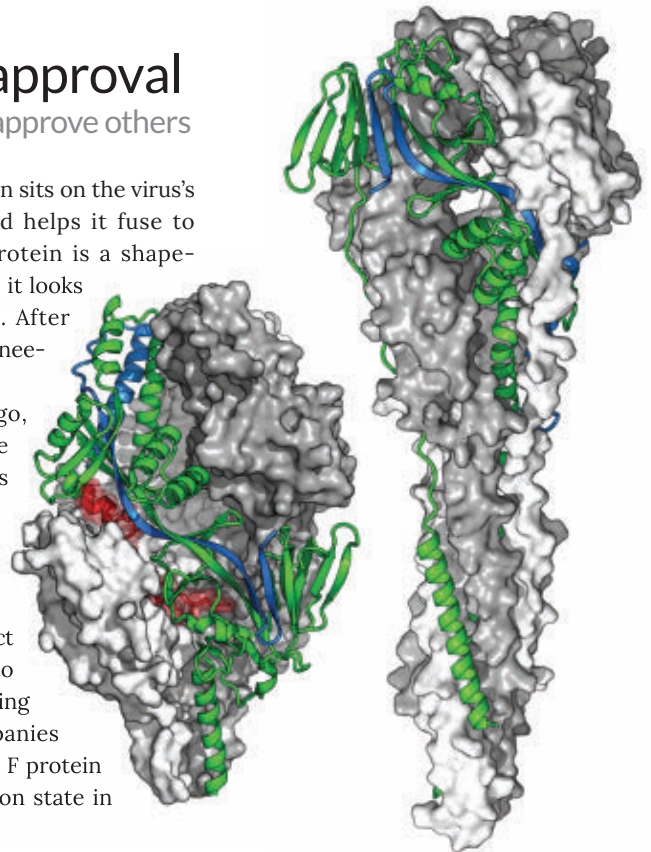 approval
approve others
n sits on the virus's
d helps it fuse to
rotein is a shape-
it looks
. After
nee-
go,
e
s
ct
o
ing
panies
F protein
on state in